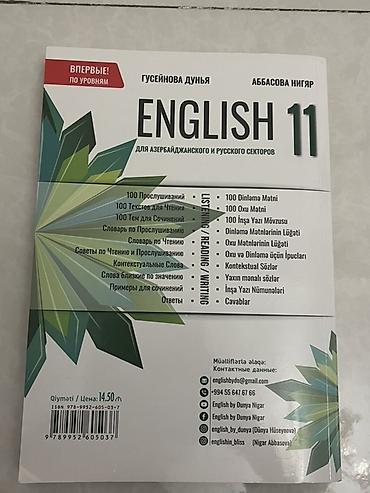 ВПЕРВЫЕ!
ПО УРОВНЯМ
ГУСЕЙНОВА ДУНЬЯ
АББАСОВА НИГЯР
ENGLISH 11
ДЛЯ АЗЕРБАЙДЖАНСКОГО И РУССКОГО СЕКТОРОВ
100 Прослушиваний
100 Текстов для Чтения
100 Тем для Сочинений
Словарь по Прослушиванию
Словарь по Чтению
Советы по Чтению и Прослушиванию
Контекстуальные Слова
Слова близкие по значению
Примеры для сочинений
Ответы
LISTENING / READING / WRITING
100 Dinləmə Mətni
100 Oxu Mətni
100 İnşa Yazı Mövzusu
Dinləmə Mətnlərinin Lüğəti
Oxu Mətnlərinin Lüğəti
Oxu və Dinləmə üçün İpucları
Kontekstual Sözlər
Yaxın mənalı sözlər
İnşa Yazı Nümunələri
Cavablar
Müəlliflərlə əlaqə:
Контактные данные:
englishbydn@gmail.com
+994 55 647 67 66
English by Dunya Nigar
English by Dunya Nigar
english_by_dunya (Dünya Hüseynova)
englishin_bliss (Nigar Abbasova)
Qiyməti / Цена: 14.50 ₼
ISBN 978-9952-605-03-7
9 789952 605037